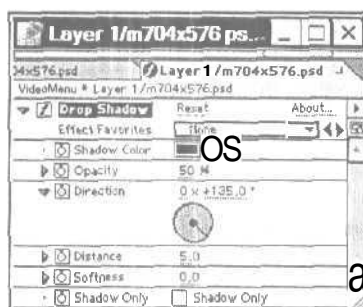 Layer 1/m704x576 ps...
04x576.psd Layer 1/m704x576.psd
VideoMenu * Layer 1/m704x576.psd
Drop Shadow Reset About...
Effect Favorites None
Shadow Color OS
Opacity 50 %
Direction 0 x +135,0 °
Distance 5,0
Softness 0,0
a
Shadow Only Shadow Only